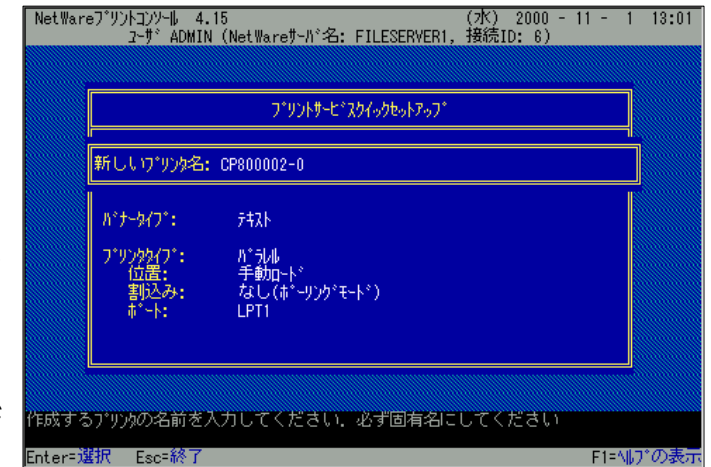 NetWareﾌﾟﾘﾝﾄｺﾝｿｰﾙ 4.15 (水) 2000 - 11 - 1 13:01
ﾕｰｻﾞ ADMIN (NetWareｻｰﾊﾞ名: FILESERVER1, 接続ID: 6)
ﾌﾟﾘﾝﾄｻｰﾋﾞｽｸｲｯｸｾｯﾄｱｯﾌﾟ
新しいﾌﾟﾘﾝﾀ名: CP800002-0
ﾊﾞﾅｰﾀｲﾌﾟ: ﾃｷｽﾄ
ﾌﾟﾘﾝﾀﾀｲﾌﾟ: ﾊﾟﾗﾚﾙ
位置: 手動ﾛｰﾄﾞ
割込み: なし(ﾎﾟｰﾘﾝｸﾞﾓｰﾄﾞ)
ﾎﾟｰﾄ: LPT1
作成するﾌﾟﾘﾝﾀの名前を入力してください. 必ず固有名にしてください
Enter=選択 Esc=終了 F1=ﾍﾙﾌﾟの表示